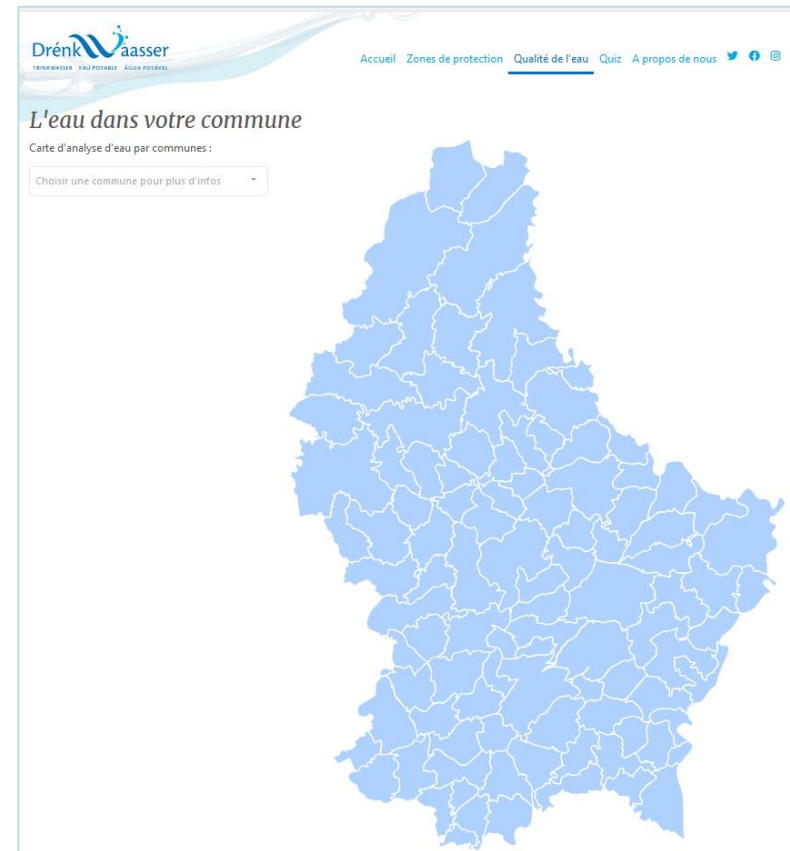 Drénk Waasser
TRINKWASSER EAU POTABLE ÁGUA POTÁVEL
Accueil Zones de protection Qualité de l'eau Quiz A propos de nous
L'eau dans votre commune
Carte d'analyse d'eau par communes :
Choisir une commune pour plus d'infos